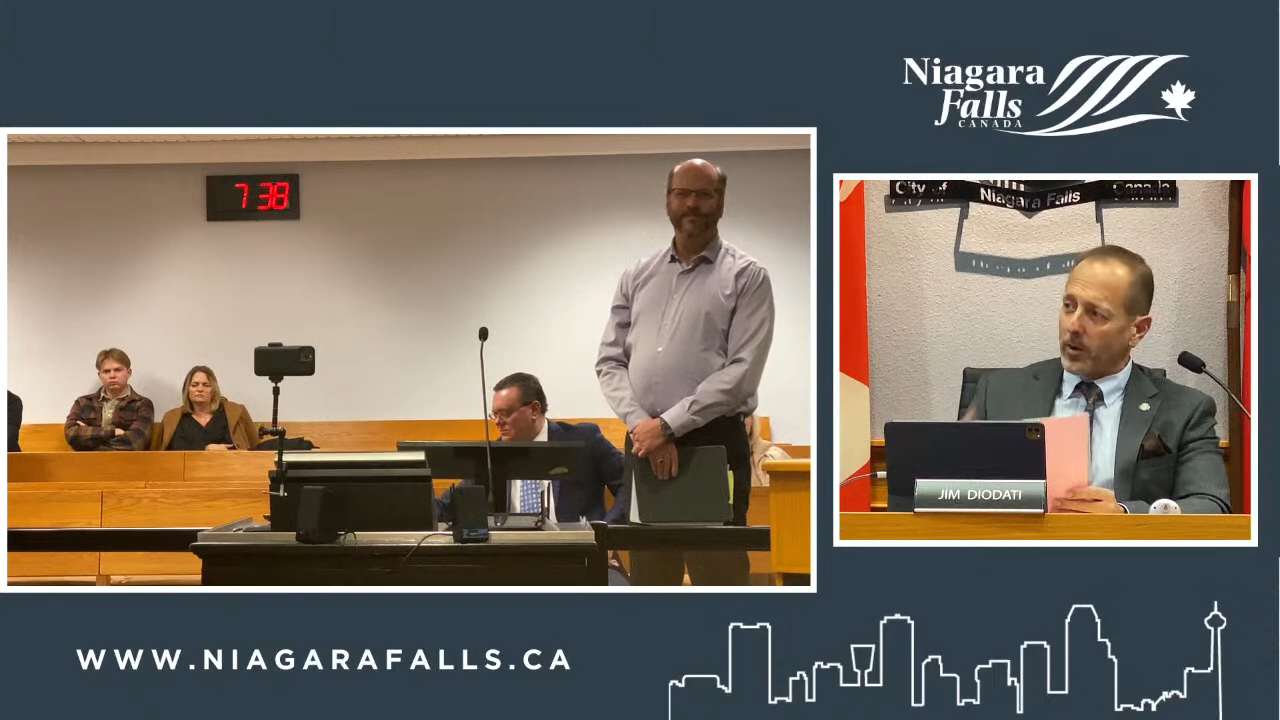 Niagara
Falls
CANADA
7 38
City of
Niagara Falls
Canada
JIM DIODATI
WWW.NIAGARAFALLS.CA